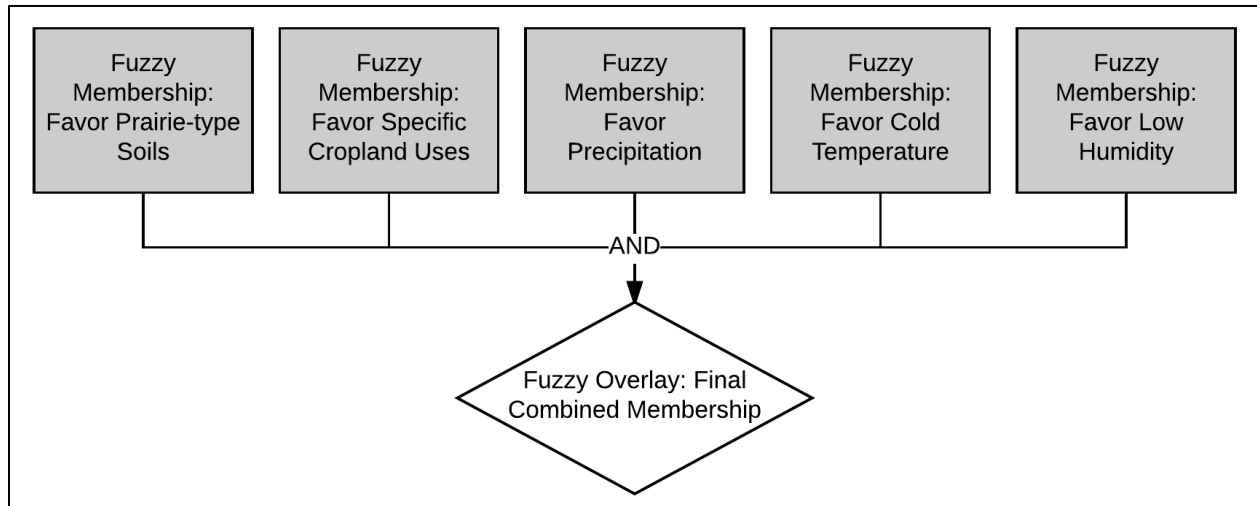 Fuzzy
Membership:
Favor Prairie-type
Soils
Fuzzy
Membership:
Favor Specific
Cropland Uses
Fuzzy
Membership:
Favor
Precipitation
Fuzzy
Membership:
Favor Cold
Temperature
Fuzzy
Membership:
Favor Low
Humidity
AND
Fuzzy Overlay: Final
Combined Membership